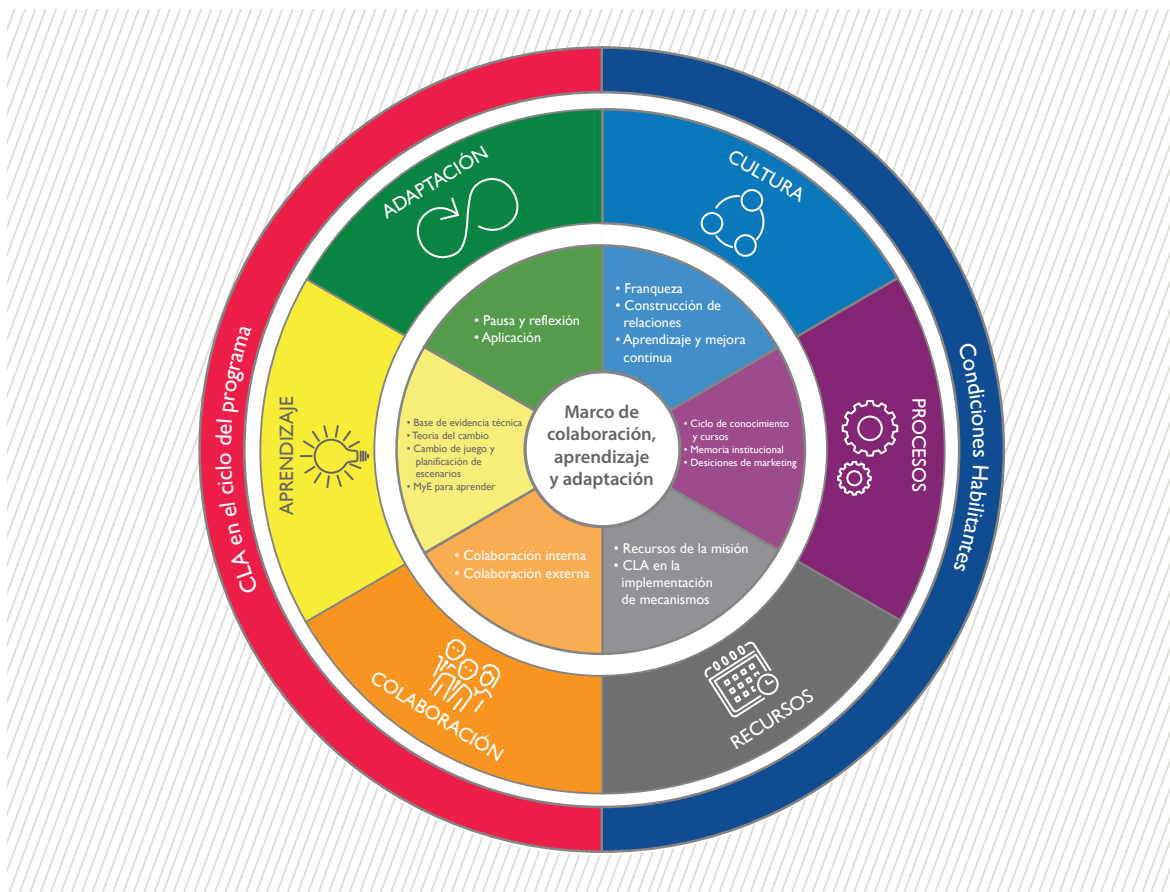 CLA en el ciclo del programa
Condiciones Habilitantes
ADAPTACIÓN
CULTURA
APRENDIZAJE
PROCESOS
COLABORACIÓN
RECURSOS
• Pausa y reflexión
• Aplicación
• Franqueza
• Construcción de
relaciones
• Aprendizaje y mejora
continua
• Base de evidencia técnica
• Teoría del cambio
• Cambio de juego y
planificación de
escenarios
• MyE para aprender
Marco de
colaboración,
aprendizaje
y adaptación
• Ciclo de conocimiento
y cursos
• Memoria institucional
• Desiciones de marketing
• Colaboración interna
• Colaboración externa
• Recursos de la misión
• CLA en la
implementación
de mecanismos